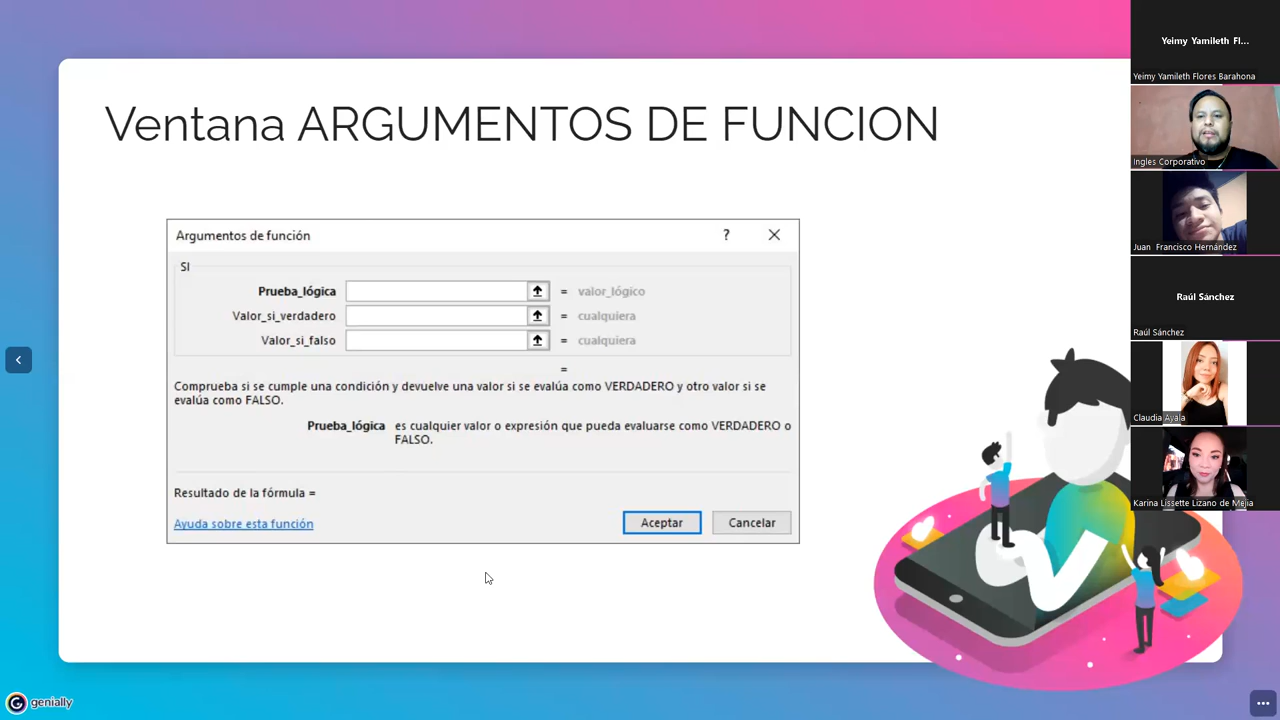 Ventana ARGUMENTOS DE FUNCION
Argumentos de función
?
SI
Prueba_lógica = valor_lógico
Valor_si_verdadero = cualquiera
Valor_si_falso = cualquiera
=
Comprueba si se cumple una condición y devuelve una valor si se evalúa como VERDADERO y otro valor si se
evalúa como FALSO.
Prueba_lógica es cualquier valor o expresión que pueda evaluarse como VERDADERO o
FALSO.
Resultado de la fórmula =
Ayuda sobre esta función
Aceptar Cancelar
genially
Yeimy Yamileth Fl...
Yeimy Yamileth Flores Barahona
Ingles Corporativo
Juan Francisco Hernández
Raúl Sánchez
Raúl Sánchez
Claudia Ayala
Karina Lissette Lizano de Mejia